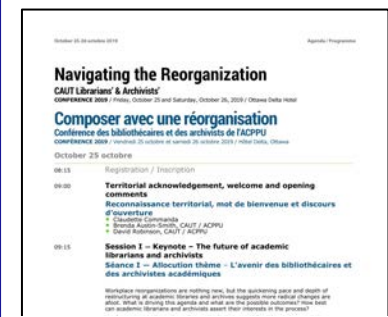 October 25-26 octobre 2019 Agenda / Programme
Navigating the Reorganization
CAUT Librarians' & Archivists'
CONFERENCE 2019 / Friday, October 25 and Saturday, October 26, 2019 / Ottawa Delta Hotel
Composer avec une réorganisation
Conférence des bibliothécaires et des archivists de l'ACPPU
CONFÉRENCE 2019 / Vendredi 25 octobre et samedi 26 octobre 2019 / Hôtel Delta, Ottawa
October 25 octobre
08:15 Registration / Inscription
09:00 Territorial acknowledgement, welcome and opening
comments
Reconnaissance territorial, mot de bienvenue et discours
d'ouverture
• Claudette Commanda
• Brenda Austin-Smith, CAUT / ACPPU
• David Robinson, CAUT / ACPPU
09:15 Session I – Keynote – The future of academic
librarians and archivists
Séance I – Allocution thème – L'avenir des bibliothécaires et
des archivistes académiques
Workplace reorganizations are nothing new, but the quickening pace and depth of
restructuring at academic libraries and archives suggests more radical changes are
afoot. What is driving this agenda and what are the possible outcomes? How best
can academic librarians and archivists assert their interests in the process?